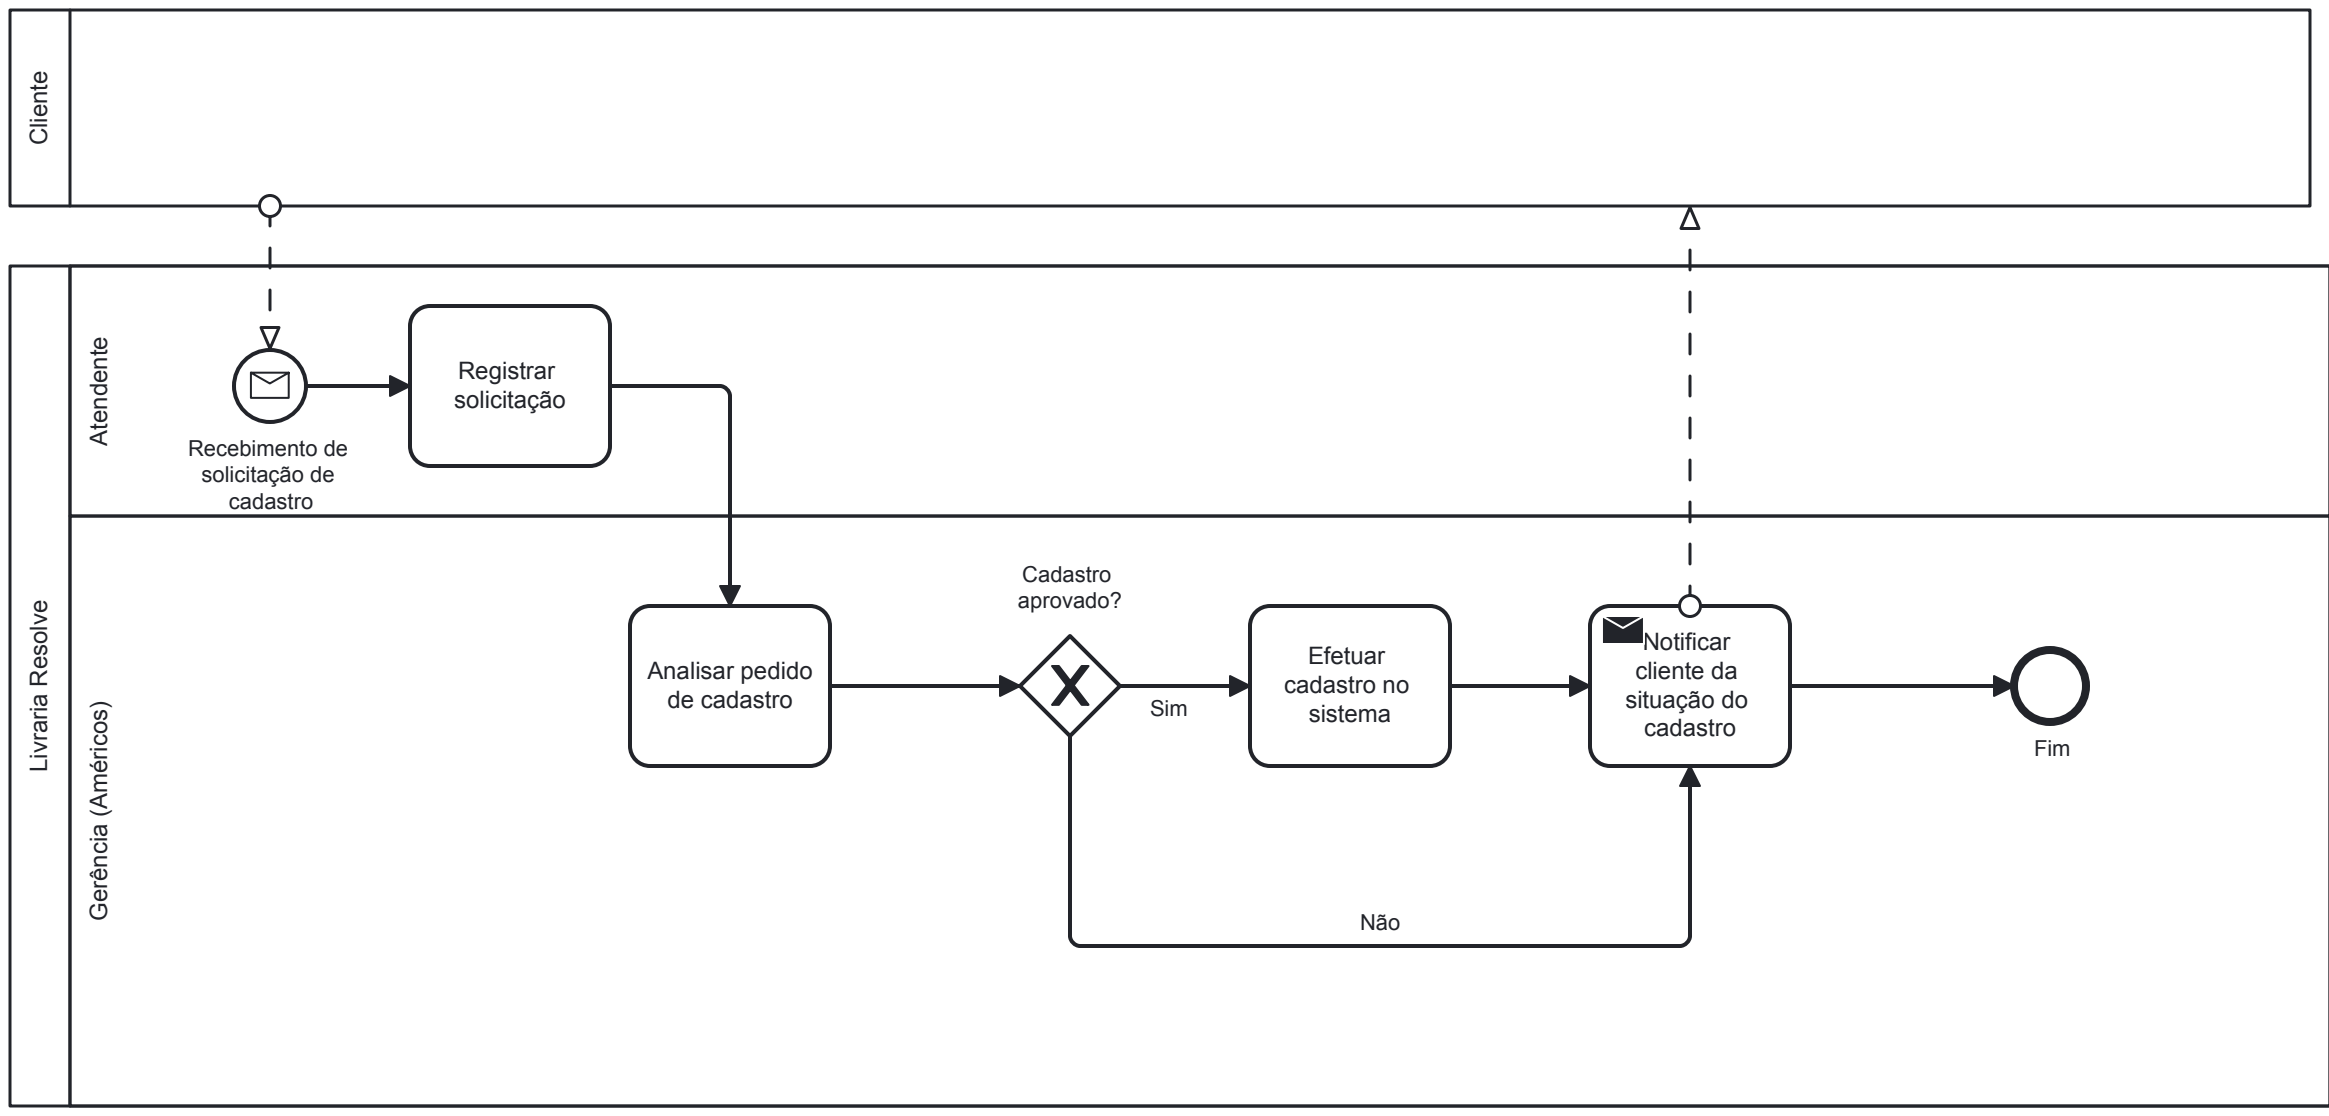 Cliente
Livraria Resolve
Atendente
Recebimento de
solicitação de
cadastro
Registrar
solicitação
Gerência (Américos)
Analisar pedido
de cadastro
Cadastro
aprovado?
X
Sim
Não
Efetuar
cadastro no
sistema
Notificar
cliente da
situação do
cadastro
Fim